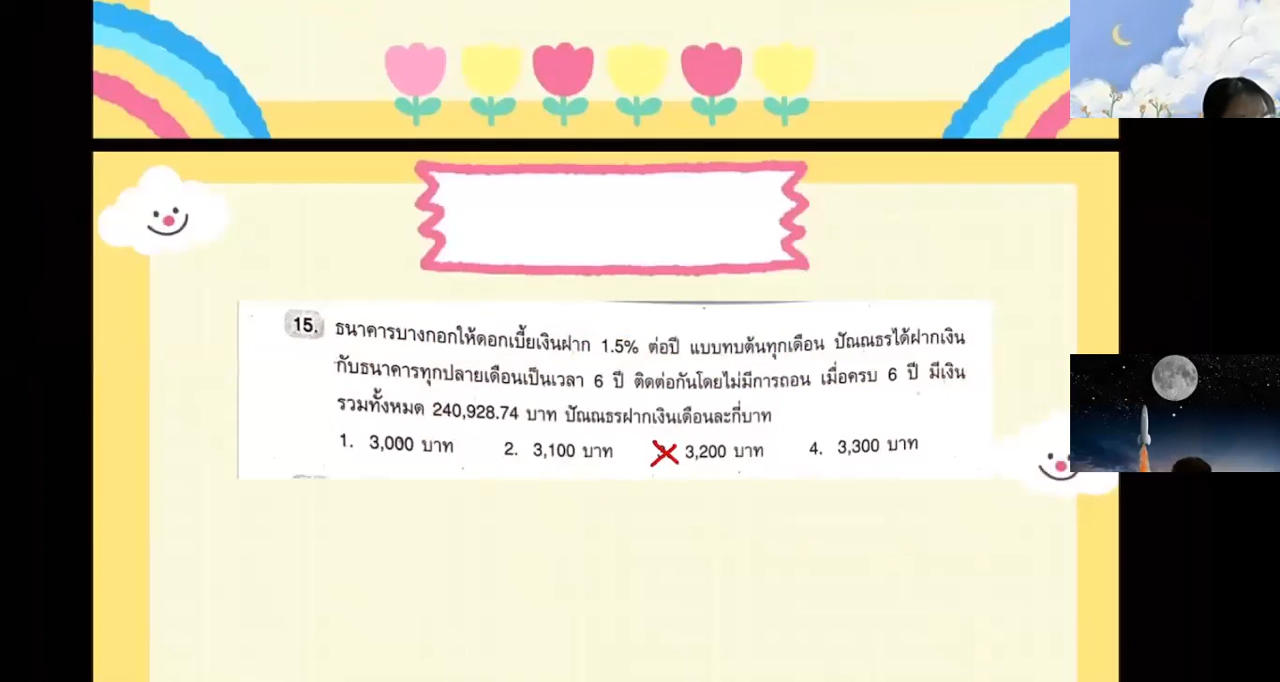 15. ธนาคารบางกอกให้ดอกเบี้ยเงินฝาก 1.5% ต่อปี แบบทบต้นทุกเดือน ปัณณธรได้ฝากเงิน
กับธนาคารทุกปลายเดือนเป็นเวลา 6 ปี ติดต่อกันโดยไม่มีการถอน เมื่อครบ 6 ปี มีเงิน
รวมทั้งหมด 240,928.74 บาท ปัณณธรฝากเงินเดือนละกี่บาท
1. 3,000 บาท 2. 3,100 บาท 3,200 บาท 4. 3,300 บาท